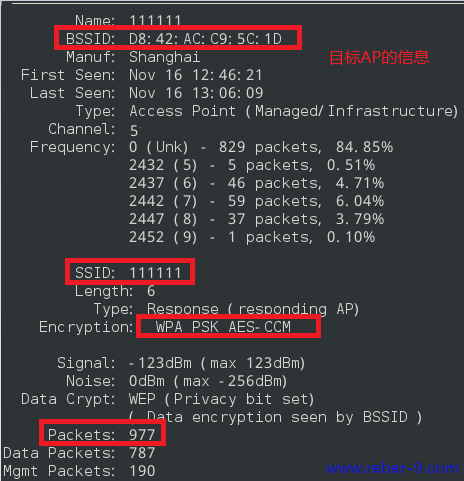 Name: 111111
BSSID: D8:42:AC:C9:5C:1D
Manuf: Shanghai
目标AP的信息
First Seen: Nov 16 12:46:21
Last Seen: Nov 16 13:06:09
Type: Access Point (Managed/Infrastructure)
Channel: 5
Frequency: 0 (Unk) - 829 packets, 84.85%
2432 (5) - 5 packets, 0.51%
2437 (6) - 46 packets, 4.71%
2442 (7) - 59 packets, 6.04%
2447 (8) - 37 packets, 3.79%
2452 (9) - 1 packets, 0.10%
SSID: 111111
Length: 6
Type: Response (responding AP)
Encryption: WPA PSK AES-CCM
Signal: -123dBm (max 123dBm)
Noise: 0dBm (max -256dBm)
Data Crypt: WEP (Privacy bit set)
( Data encryption seen by BSSID )
Packets: 977
Data Packets: 787
Mgmt Packets: 190
www.reber-9.com